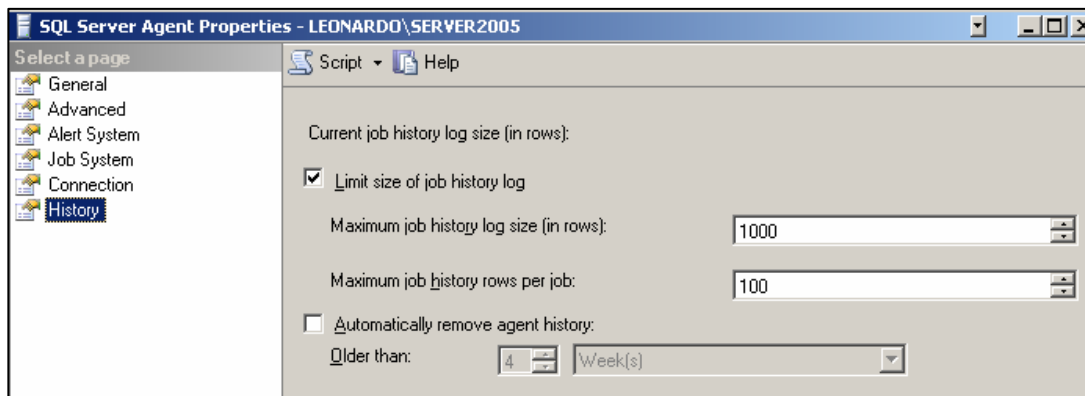 SQL Server Agent Properties - LEONARDO\SERVER2005
Select a page
General
Advanced
Alert System
Job System
Connection
History
Script Help
Current job history log size (in rows):
Limit size of job history log
Maximum job history log size (in rows): 1000
Maximum job history rows per job: 100
Automatically remove agent history:
Older than: 4 Week(s)